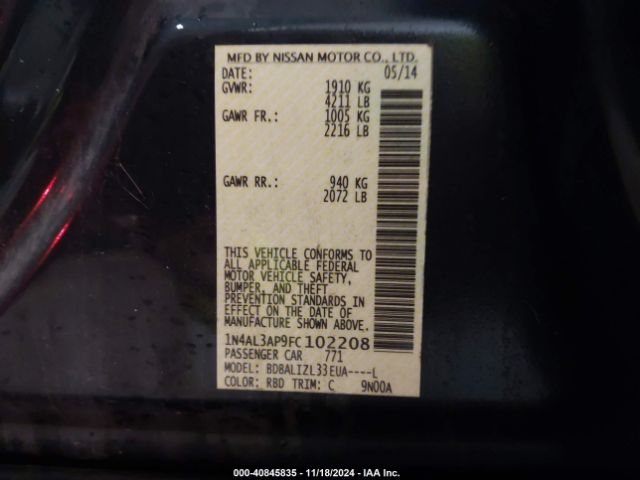 MFD BY NISSAN MOTOR CO., LTD.
DATE: 05/14
GVWR: 1910 KG
4211 LB
GAWR FR.: 1005 KG
2216 LB
GAWR RR.: 940 KG
2072 LB
THIS VEHICLE CONFORMS TO
ALL APPLICABLE FEDERAL
MOTOR VEHICLE SAFETY,
BUMPER, AND THEFT
PREVENTION STANDARDS IN
EFFECT ON THE DATE OF
MANUFACTURE SHOWN ABOVE.
1N4AL3AP9FC102208
PASSENGER CAR 771
MODEL: BDBALIZL33EUA----L
COLOR: RBD TRIM: C 9N00A
000-40845835 - 11/18/2024 - IAA Inc.